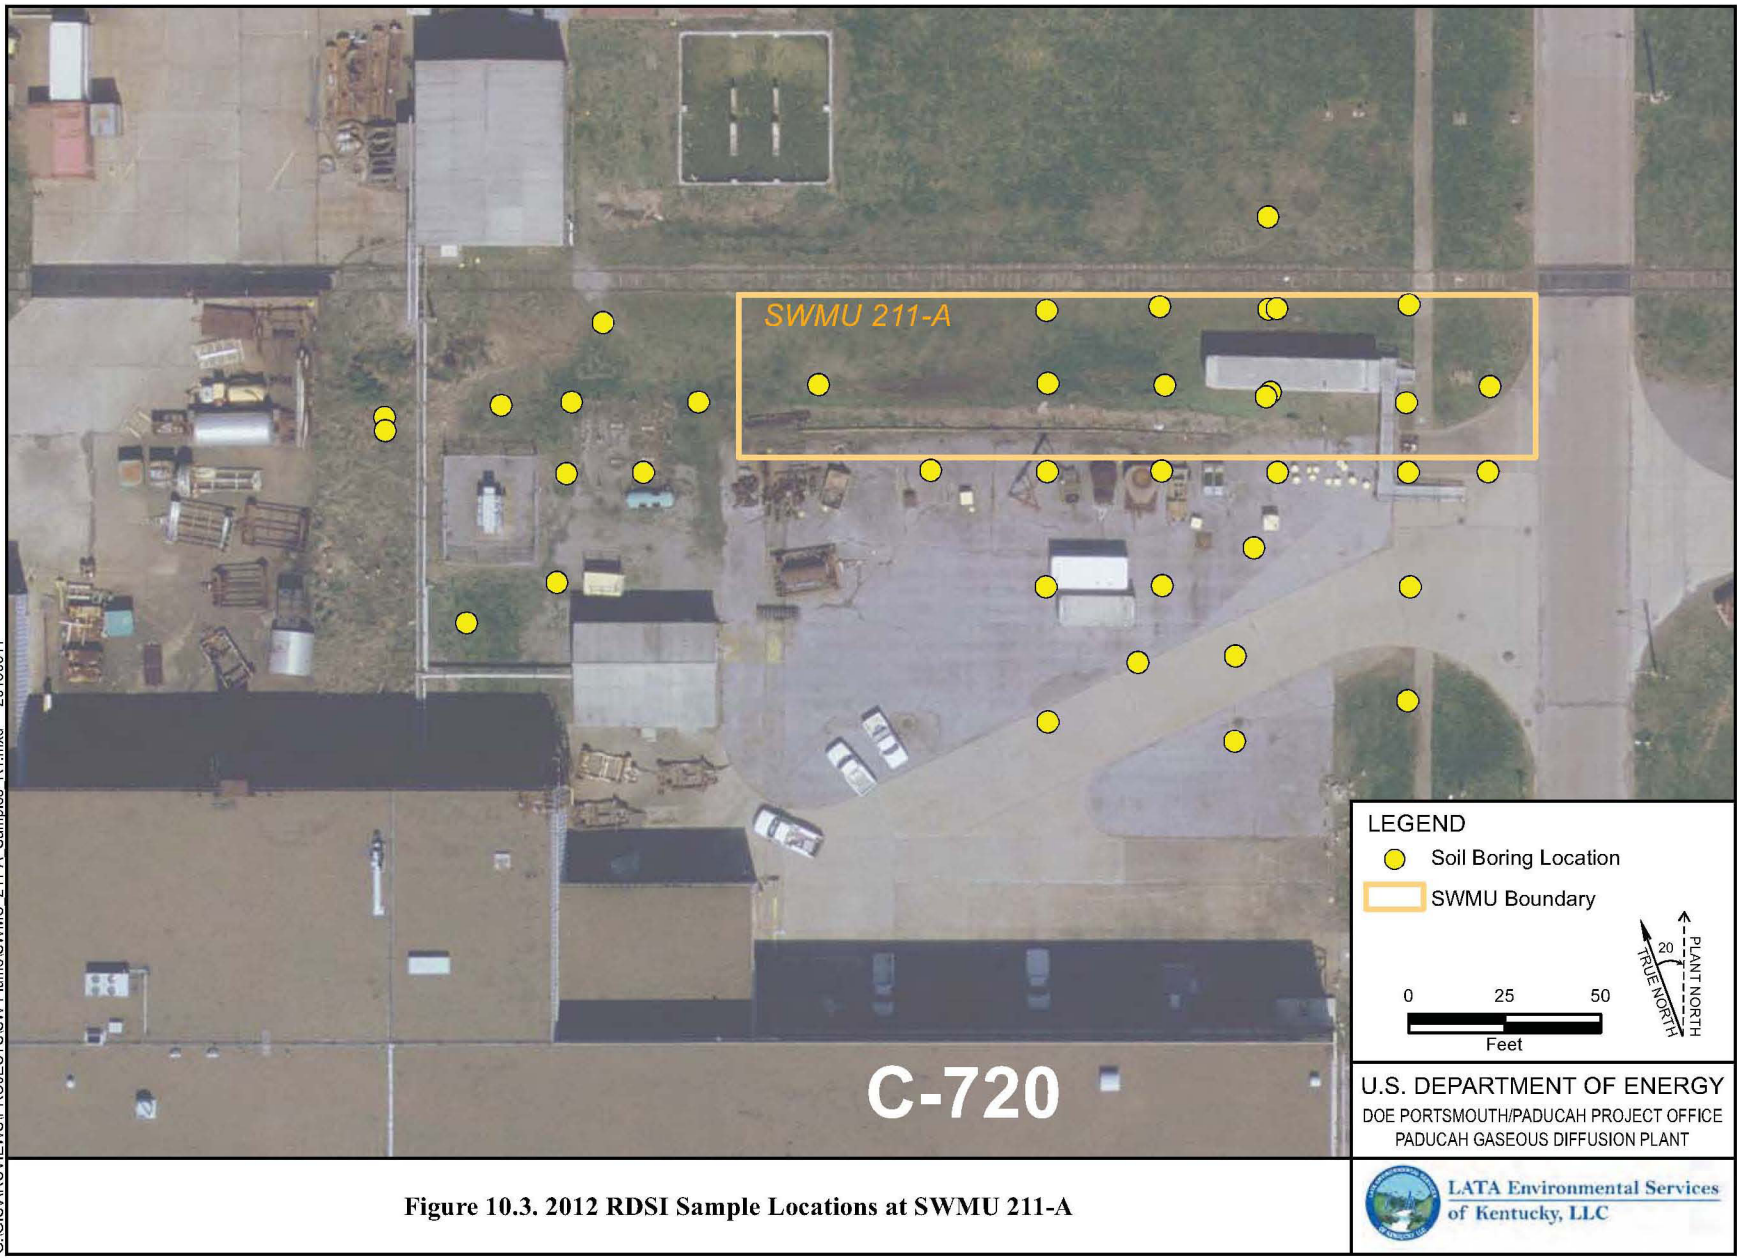 SWMU 211-A
C-720
LEGEND
Soil Boring Location
SWMU Boundary
20
TRUE NORTH
PLANT NORTH
0 25 50
Feet
U.S. DEPARTMENT OF ENERGY
DOE PORTSMOUTH/PADUCAH PROJECT OFFICE
PADUCAH GASEOUS DIFFUSION PLANT
LATA Environmental Services
of Kentucky, LLC
Figure 10.3. 2012 RDSI Sample Locations at SWMU 211-A